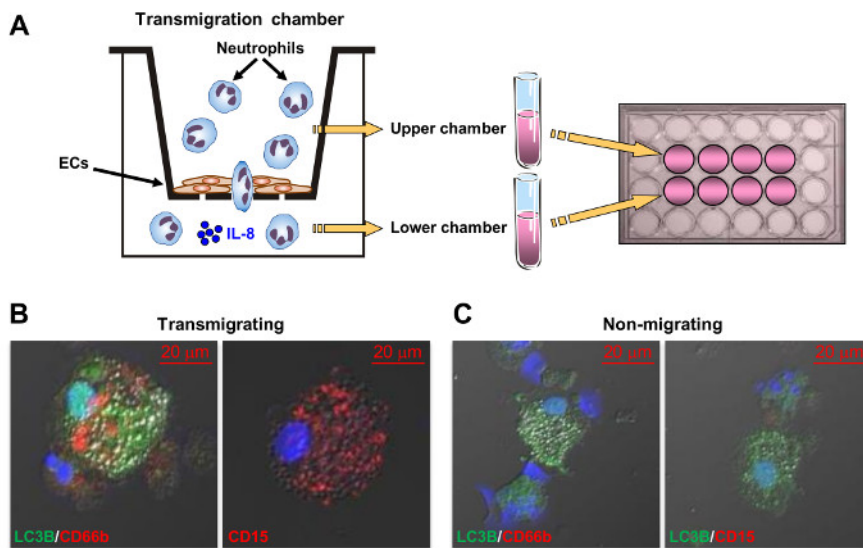 A
Transmigration chamber
Neutrophils
Upper chamber
ECs
Lower chamber
IL-8
B
Transmigrating
C
Non-migrating
20 µm
20 µm
20 µm
20 µm
LC3B/CD66b
CD15
LC3B/CD66b
LC3B/CD15